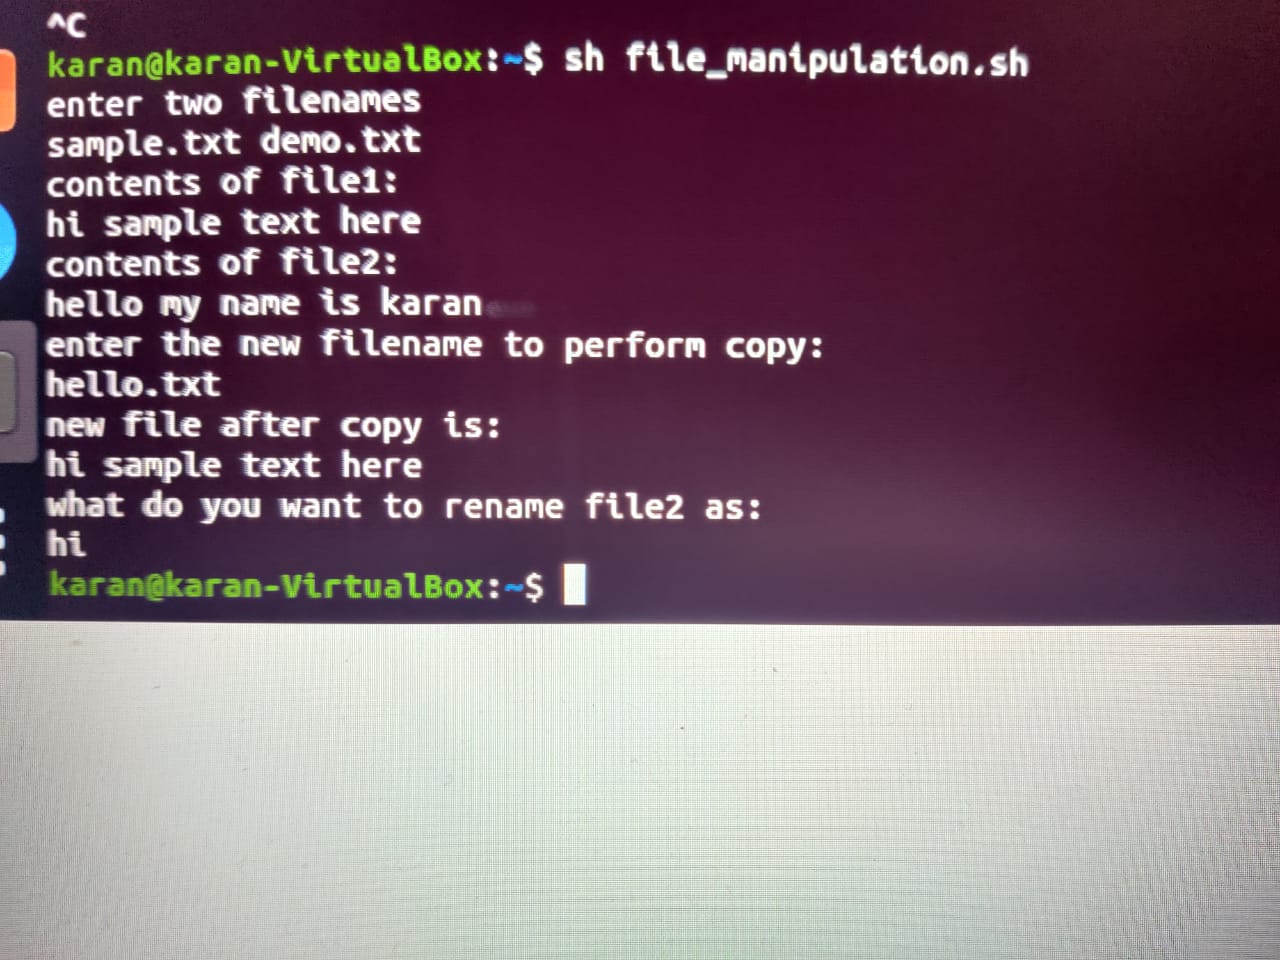 ^C
karan@karan-VirtualBox:~$ sh file_manipulation.sh
enter two filenames
sample.txt demo.txt
contents of file1:
hi sample text here
contents of file2:
hello my name is karan
enter the new filename to perform copy:
hello.txt
new file after copy is:
hi sample text here
what do you want to rename file2 as:
hi
karan@karan-VirtualBox:~$